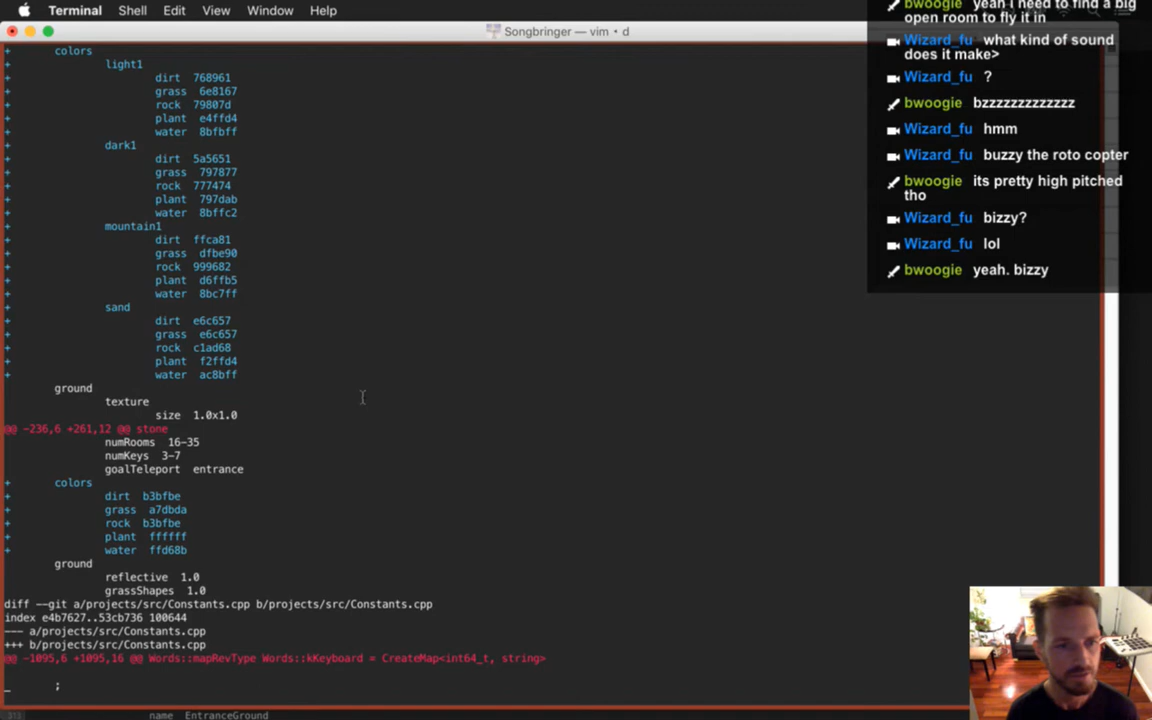 Terminal Shell Edit View Window Help
Songbringer — vim • d
+ colors
+ light1
+ dirt 768961
+ grass 6e8167
+ rock 79807d
+ plant e4ffd4
+ water 8bfbff
+ dark1
+ dirt 5a5651
+ grass 797877
+ rock 777474
+ plant 797dab
+ water 8bffc2
+ mountain1
+ dirt ffca81
+ grass dfbe90
+ rock 999682
+ plant d6ffb5
+ water 8bc7ff
+ sand
+ dirt e6c657
+ grass e6c657
+ rock c1ad68
+ plant f2ffd4
+ water ac8bff
ground
texture
size 1.0x1.0
@@ -236,6 +261,12 @@ stone
numRooms 16-35
numKeys 3-7
goalTeleport entrance
+ colors
+ dirt b3bfbe
+ grass a7dbda
+ rock b3bfbe
+ plant ffffff
+ water ffd68b
ground
reflective 1.0
grassShapes 1.0
diff --git a/projects/src/Constants.cpp b/projects/src/Constants.cpp
index e4b7627..53cb736 100644
--- a/projects/src/Constants.cpp
+++ b/projects/src/Constants.cpp
@@ -1095,6 +1095,16 @@ Words::mapRevType Words::kKeyboard = CreateMap<int64_t, string>
_ ;
name EntranceGround
bwoogie yeah i need to find a big
open room to fly it in
Wizard_fu what kind of sound
does it make>
Wizard_fu ?
bwoogie bzzzzzzzzzzzzz
Wizard_fu hmm
Wizard_fu buzzy the roto copter
bwoogie its pretty high pitched
tho
Wizard_fu bizzy?
Wizard_fu lol
bwoogie yeah. bizzy